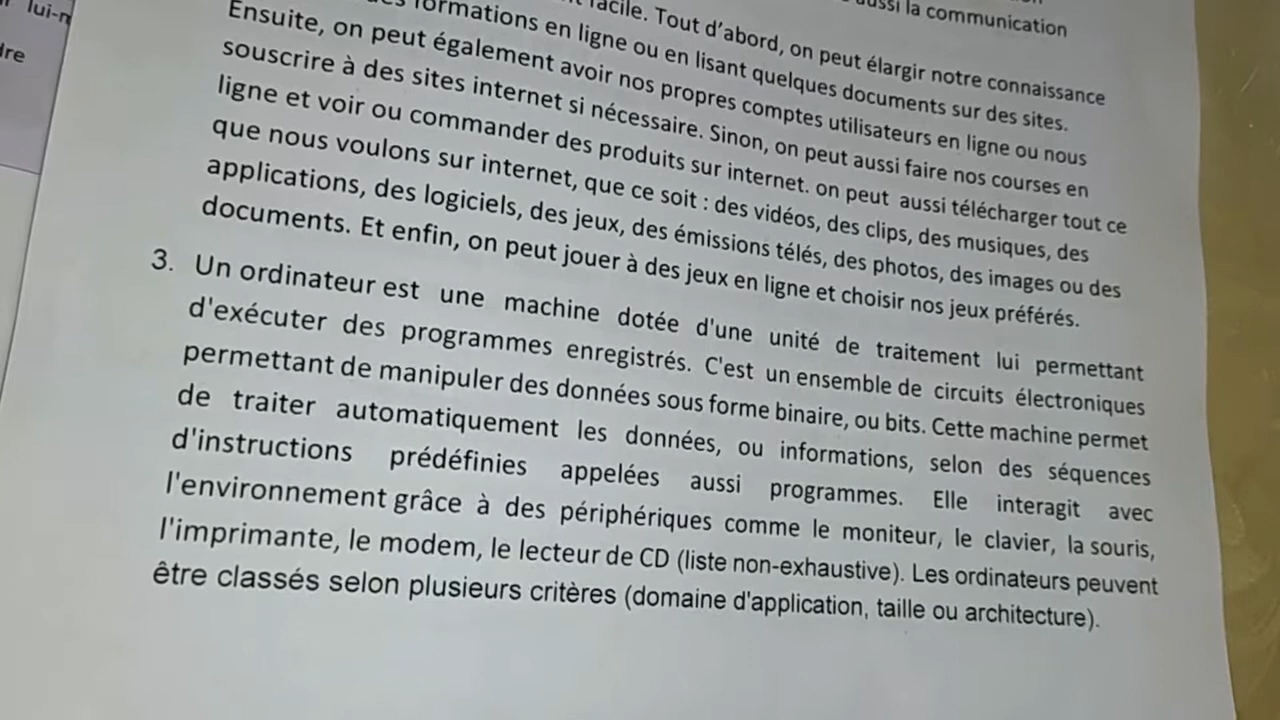 lui-
dre
aussi la communication
facile. Tout d'abord, on peut élargir notre connaissance
formations en ligne ou en lisant quelques documents sur des sites.
Ensuite, on peut également avoir nos propres comptes utilisateurs en ligne ou nous
souscrire à des sites internet si nécessaire. Sinon, on peut aussi faire nos courses en
ligne et voir ou commander des produits sur internet. on peut aussi télécharger tout ce
que nous voulons sur internet, que ce soit : des vidéos, des clips, des musiques, des
applications, des logiciels, des jeux, des émissions télés, des photos, des images ou des
documents. Et enfin, on peut jouer à des jeux en ligne et choisir nos jeux préférés.
3. Un ordinateur est une machine dotée d'une unité de traitement lui permettant
d'exécuter des programmes enregistrés. C'est un ensemble de circuits électroniques
permettant de manipuler des données sous forme binaire, ou bits. Cette machine permet
de traiter automatiquement les données, ou informations, selon des séquences
d'instructions prédéfinies appelées aussi programmes. Elle interagit avec
l'environnement grâce à des périphériques comme le moniteur, le clavier, la souris,
l'imprimante, le modem, le lecteur de CD (liste non-exhaustive). Les ordinateurs peuvent
être classés selon plusieurs critères (domaine d'application, taille ou architecture).